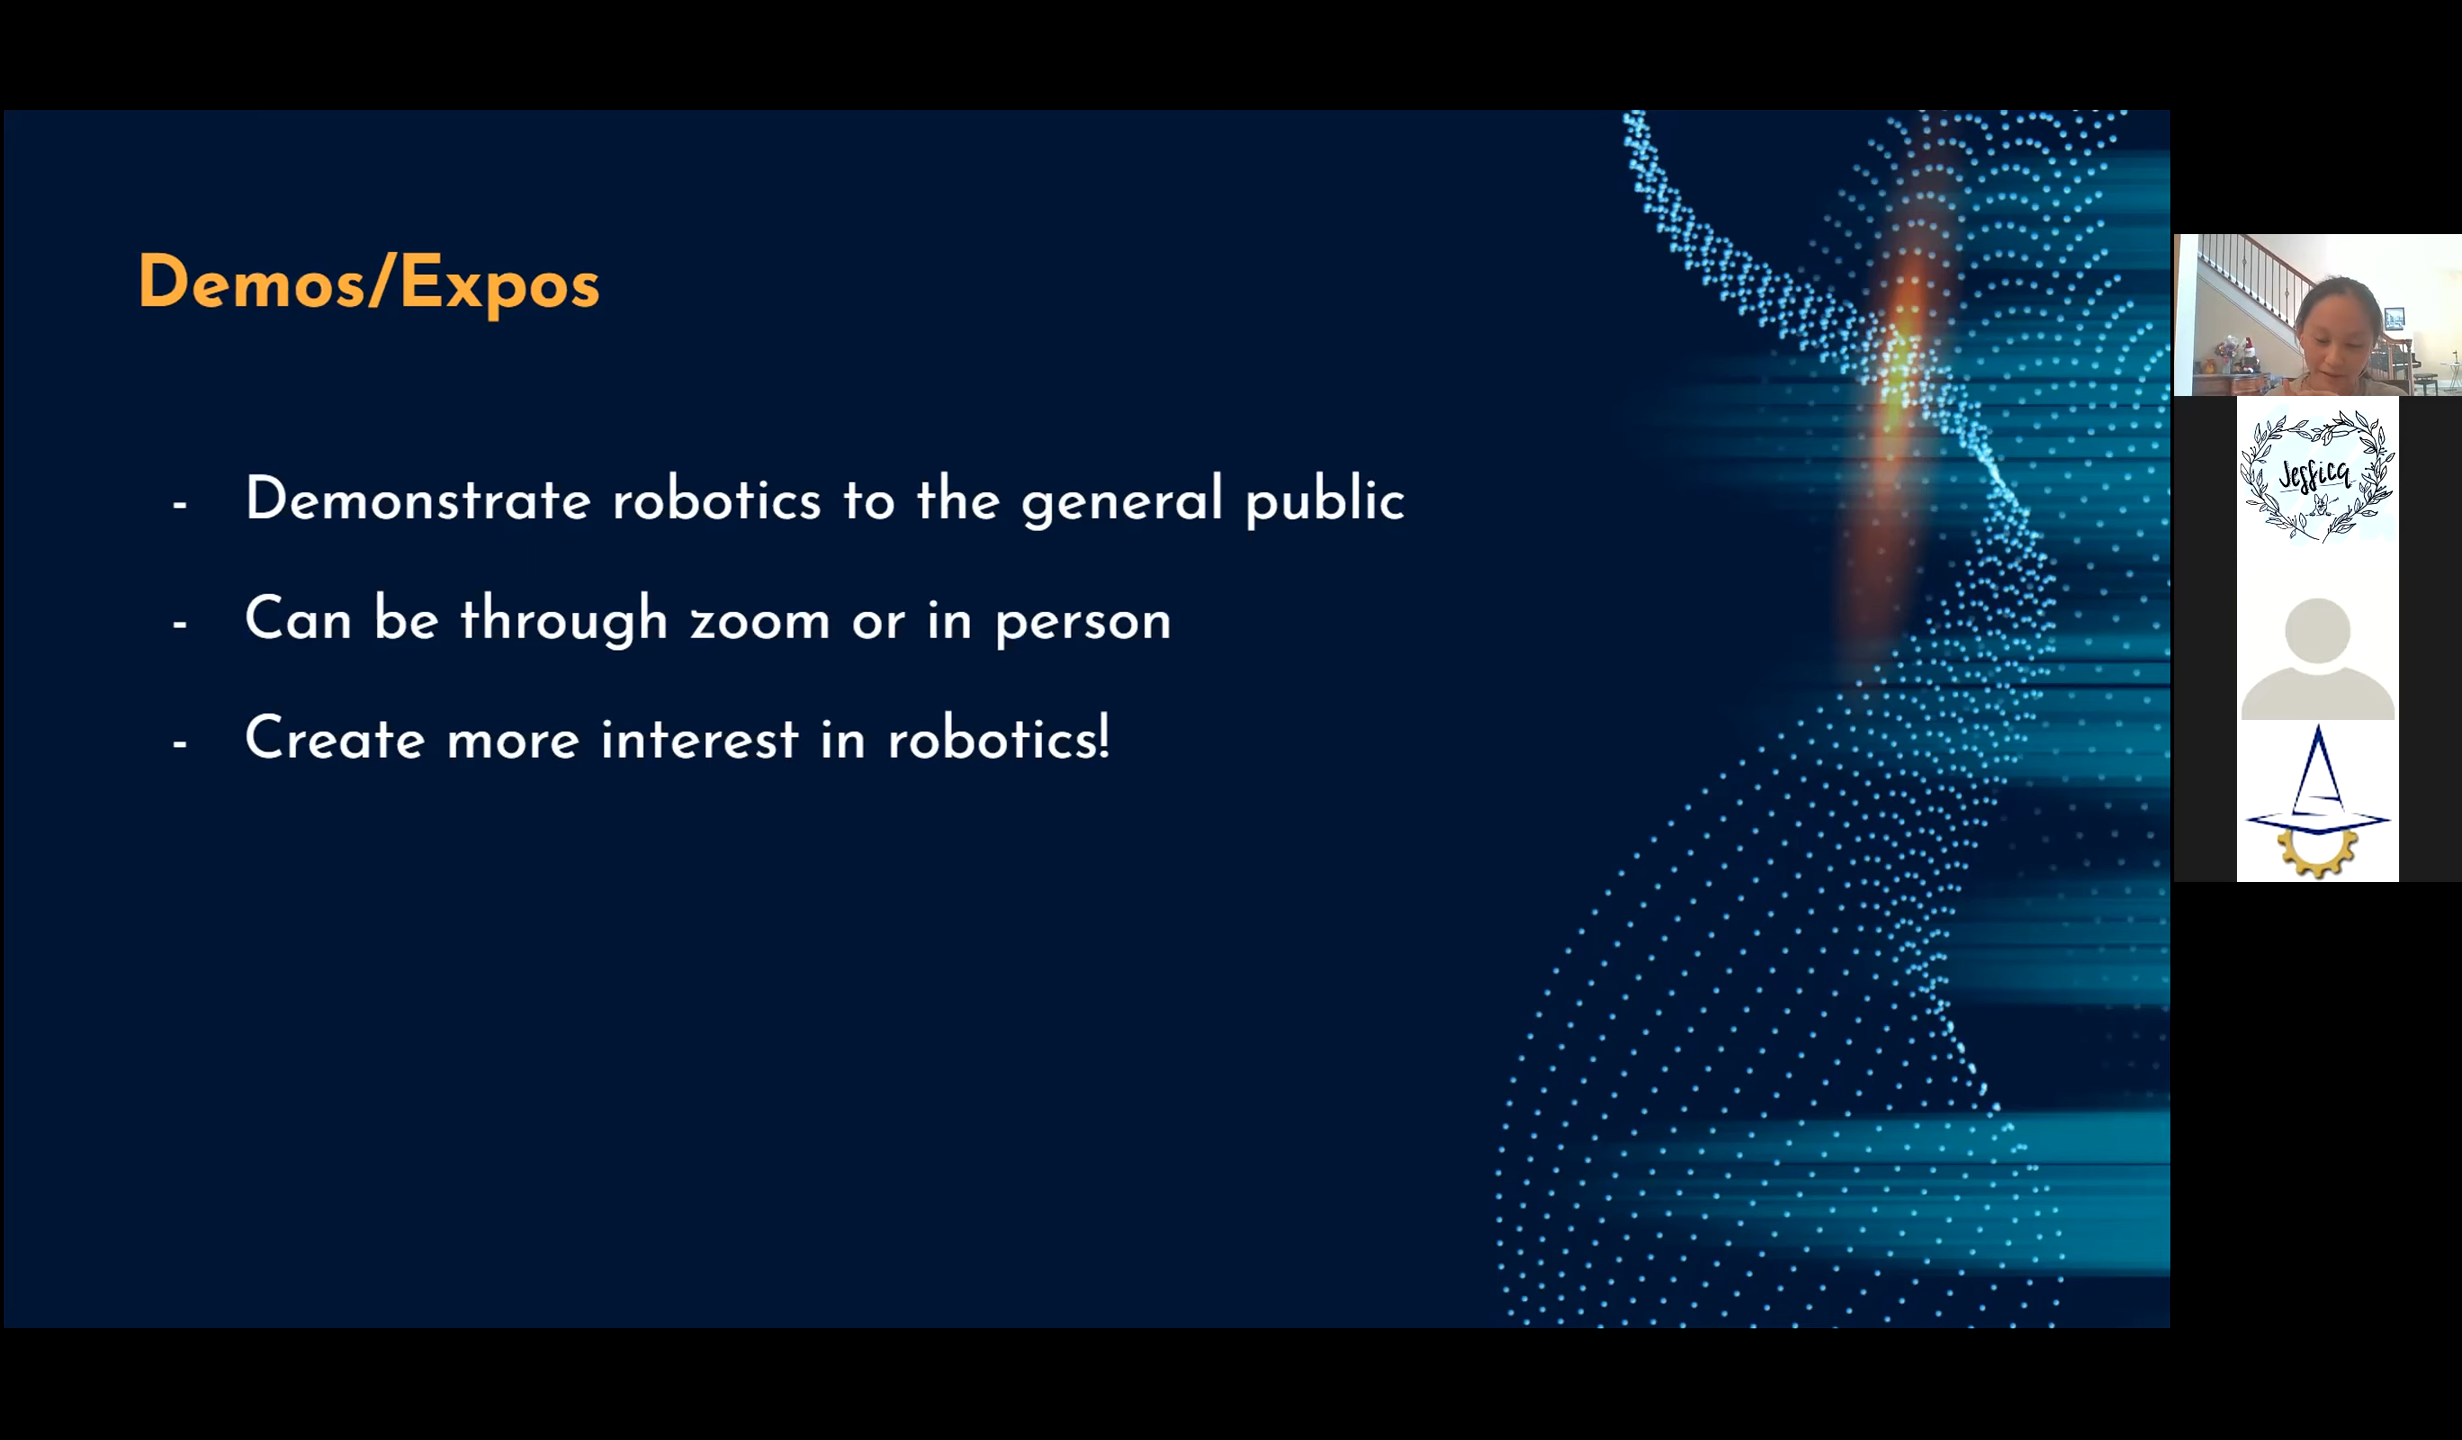 Demos/Expos
- Demonstrate robotics to the general public
- Can be through zoom or in person
- Create more interest in robotics!
Jessica